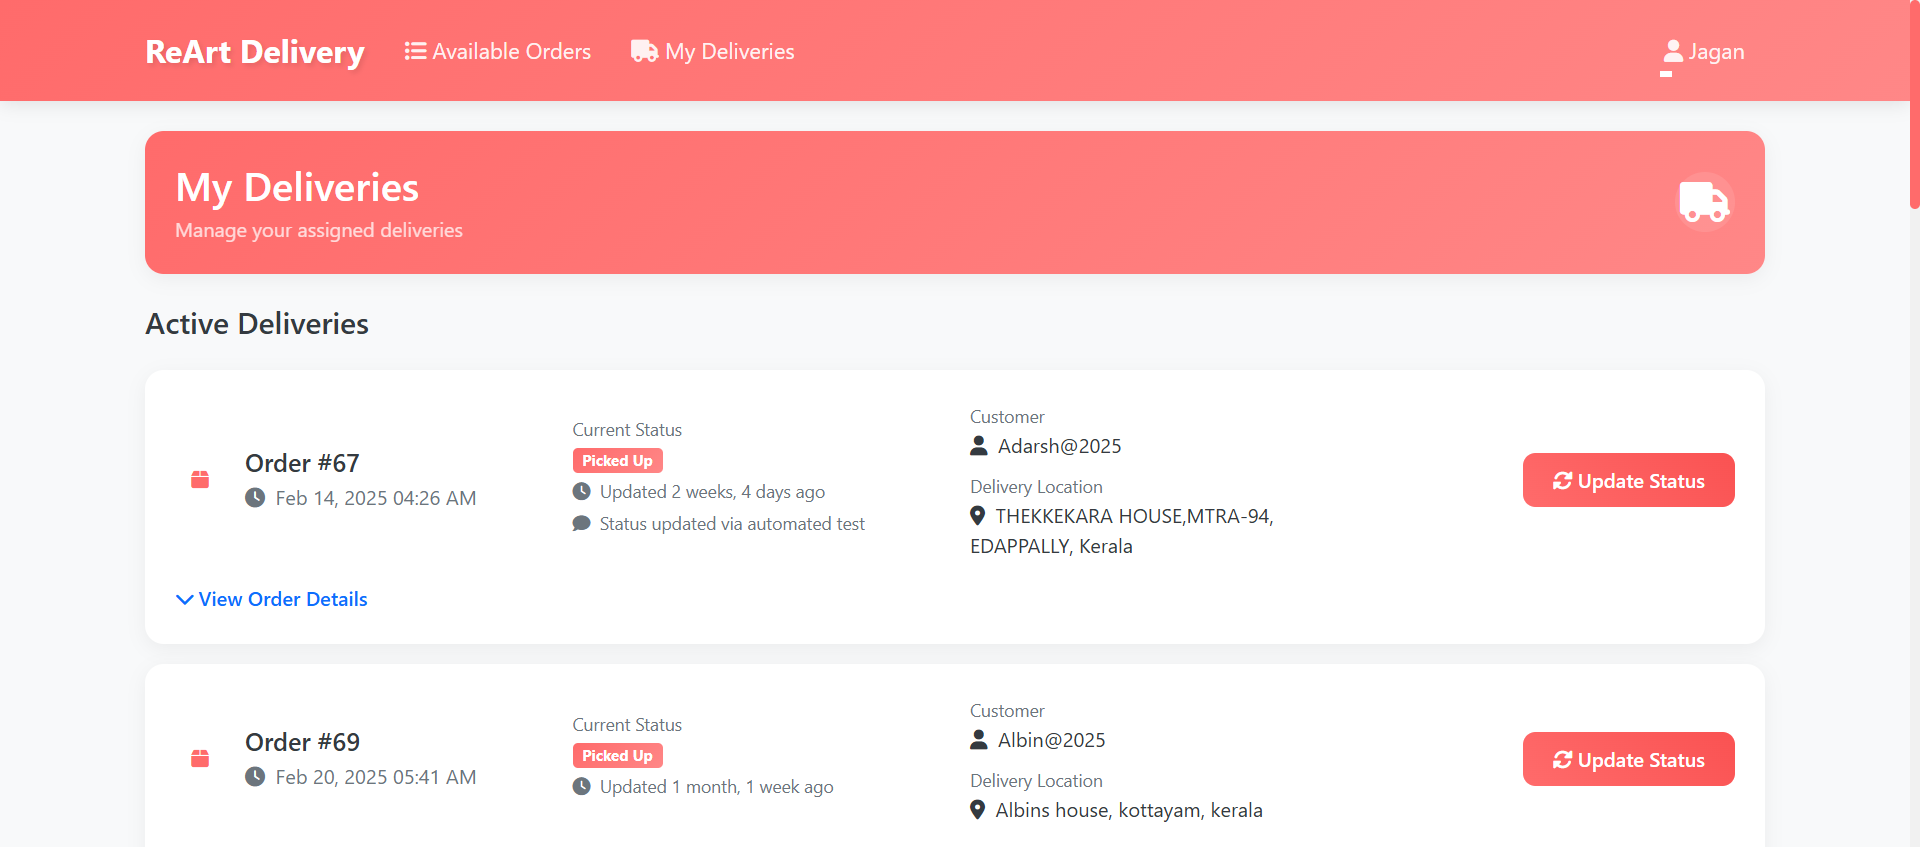 ReArt Delivery
Available Orders
My Deliveries
Jagan
My Deliveries
Manage your assigned deliveries
Active Deliveries
Order #67
Feb 14, 2025 04:26 AM
Current Status
Picked Up
Updated 2 weeks, 4 days ago
Status updated via automated test
Customer
Adarsh@2025
Delivery Location
THEKKEKARA HOUSE,MTRA-94,
EDAPPALLY, Kerala
Update Status
View Order Details
Order #69
Feb 20, 2025 05:41 AM
Current Status
Picked Up
Updated 1 month, 1 week ago
Customer
Albin@2025
Delivery Location
Albins house, kottayam, kerala
Update Status